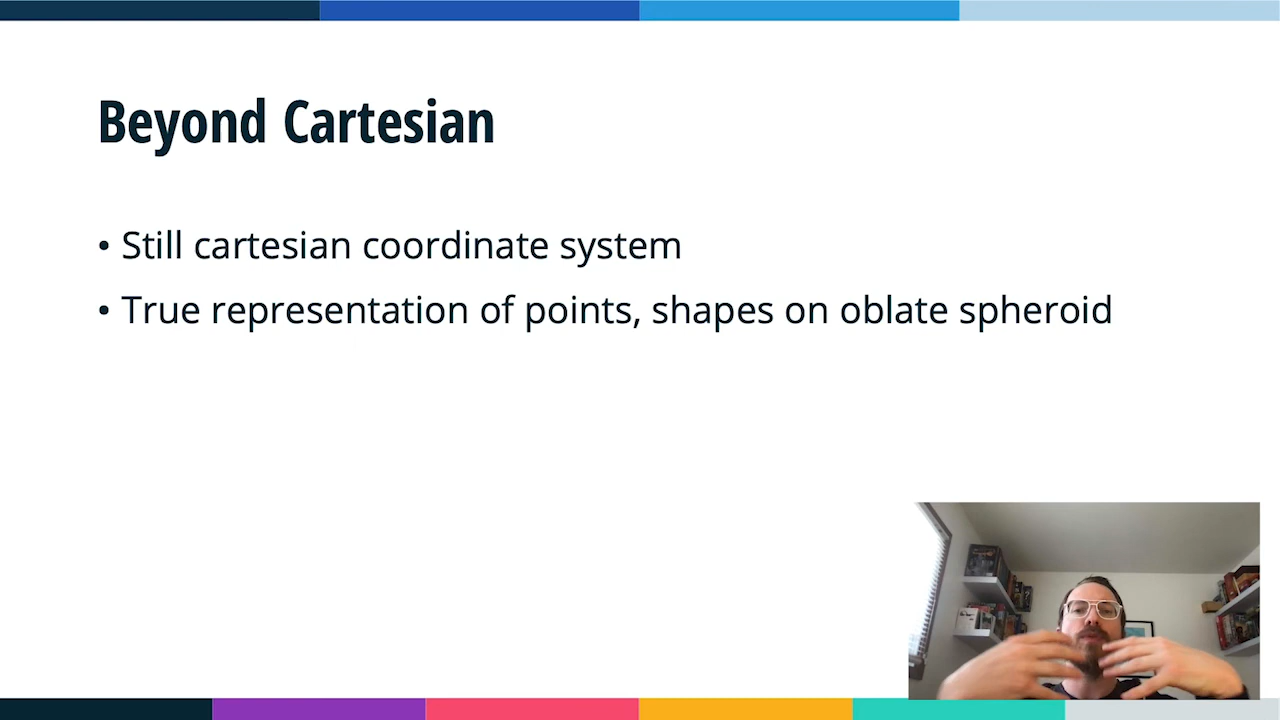 Beyond Cartesian
• Still cartesian coordinate system
• True representation of points, shapes on oblate spheroid